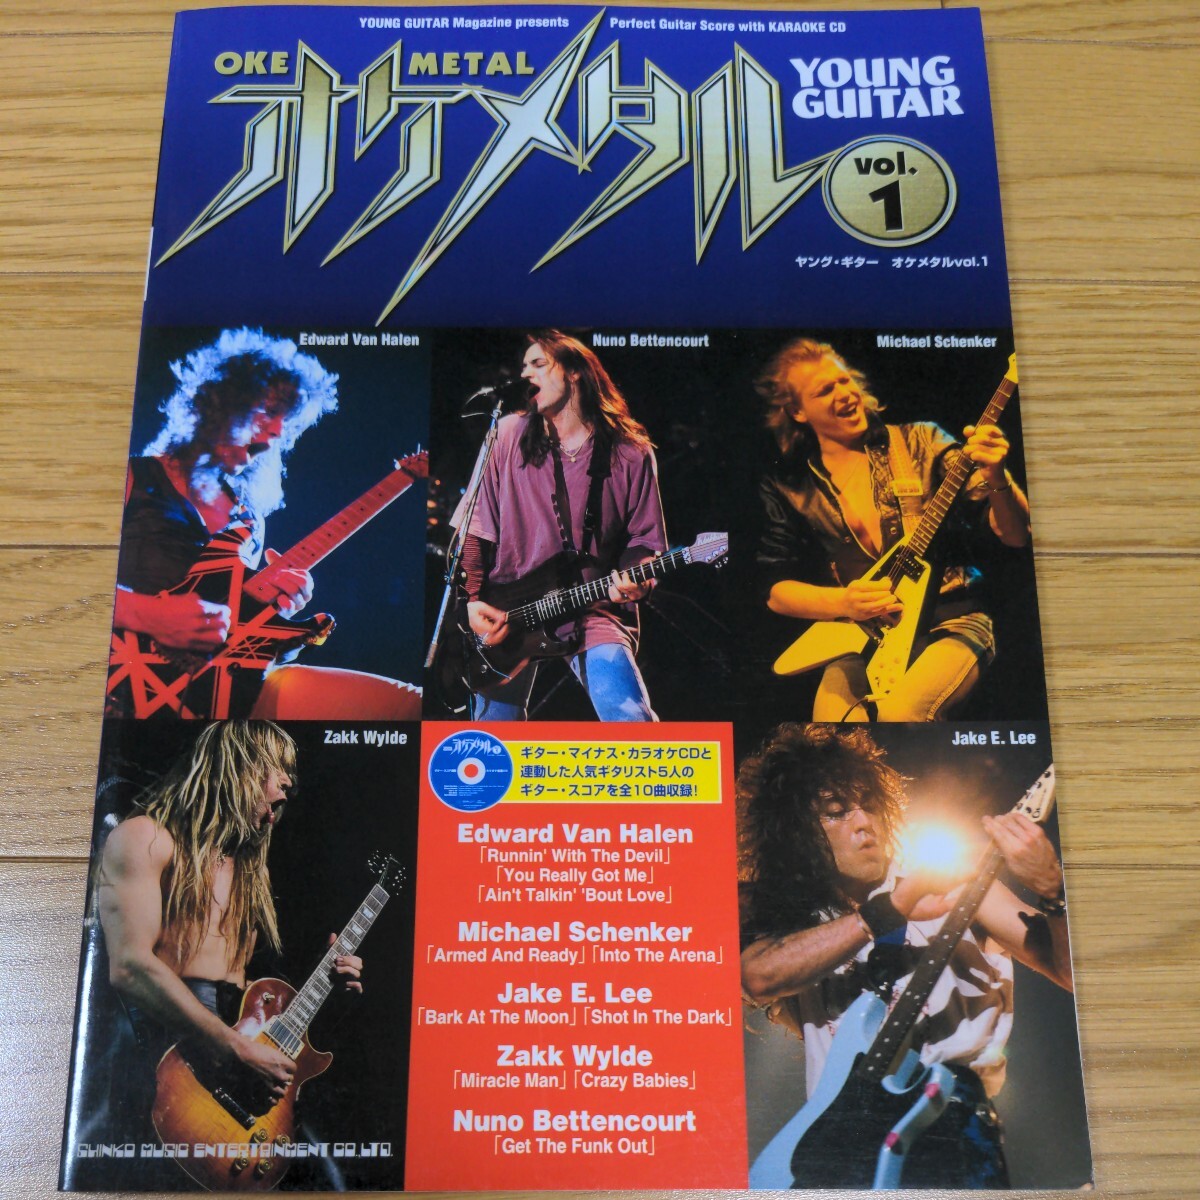 YOUNG GUITAR Magazine presents
Perfect Guitar Score with KARAOKE CD
OKE METAL
オケメタル
YOUNG
GUITAR
vol.
1
ヤング・ギター オケメタルvol.1
Edward Van Halen
Nuno Bettencourt
Michael Schenker
Zakk Wylde
Jake E. Lee
ギター・マイナス・カラオケCDと
連動した人気ギタリスト5人の
ギター・スコアを全10曲収録!
Edward Van Halen
「Runnin' With The Devil」
「You Really Got Me」
「Ain't Talkin' 'Bout Love」
Michael Schenker
「Armed And Ready」「Into The Arena」
Jake E. Lee
「Bark At The Moon」「Shot In The Dark」
Zakk Wylde
「Miracle Man」「Crazy Babies」
Nuno Bettencourt
「Get The Funk Out」
SHINKO MUSIC ENTERTAINMENT CO.,LTD.